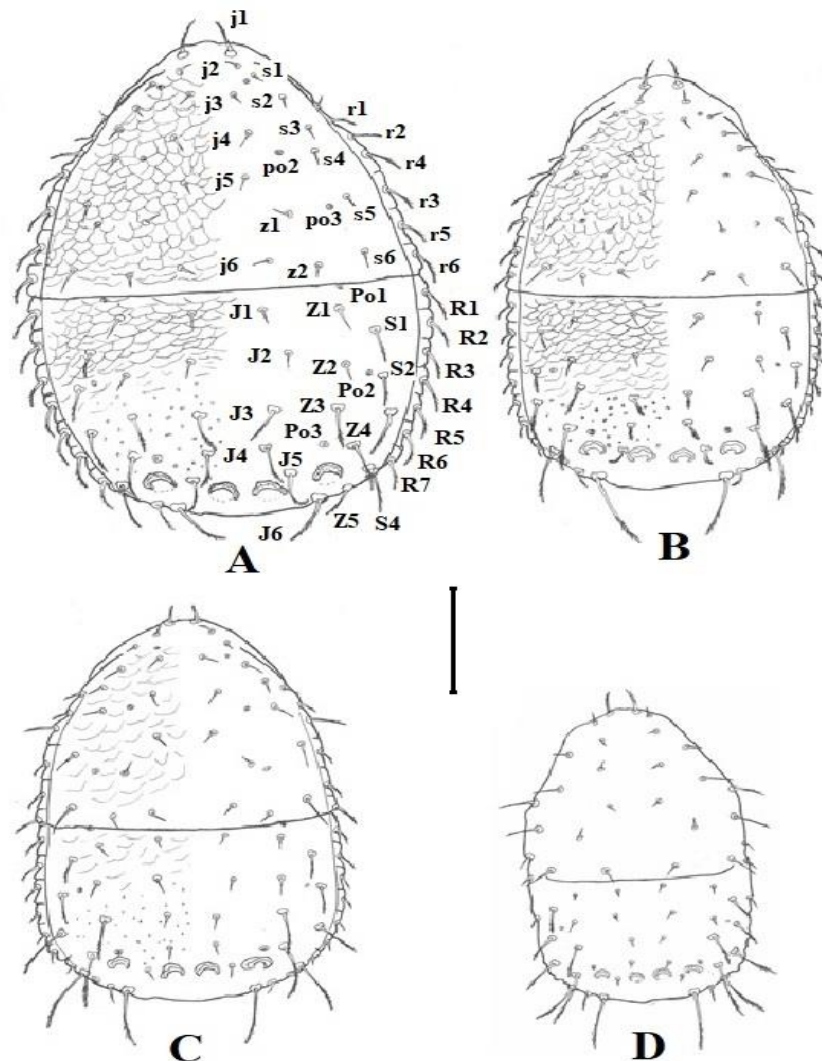 j1
j2 s1
j3 s2 r1
j4 s3 r2
po2 s4 r4
j5 r3
z1 po3 s5 r5
j6 z2 s6 r6
Po1
J1 Z1 S1 R1
R2
J2 Z2 S2 R3
Po2 R4
J3 Z3 R5
Po3 Z4
J4 J5 R6
R7
J6 Z5 S4
A
B
C
D